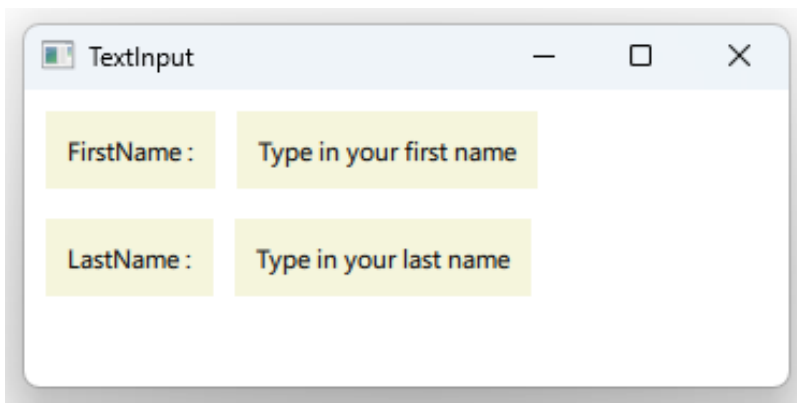 TextInput
FirstName : Type in your first name
LastName : Type in your last name